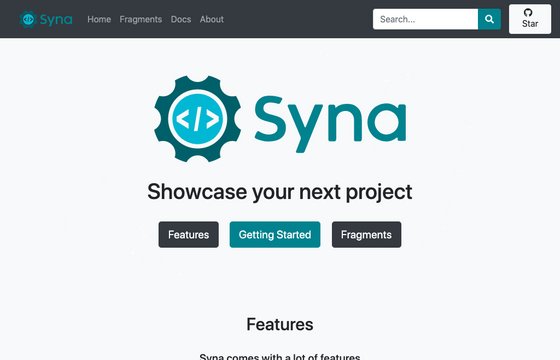 Syna Home Fragments Docs About Search... Star
</> Syna
Showcase your next project
Features Getting Started Fragments
Features
Syna comes with a lot of features